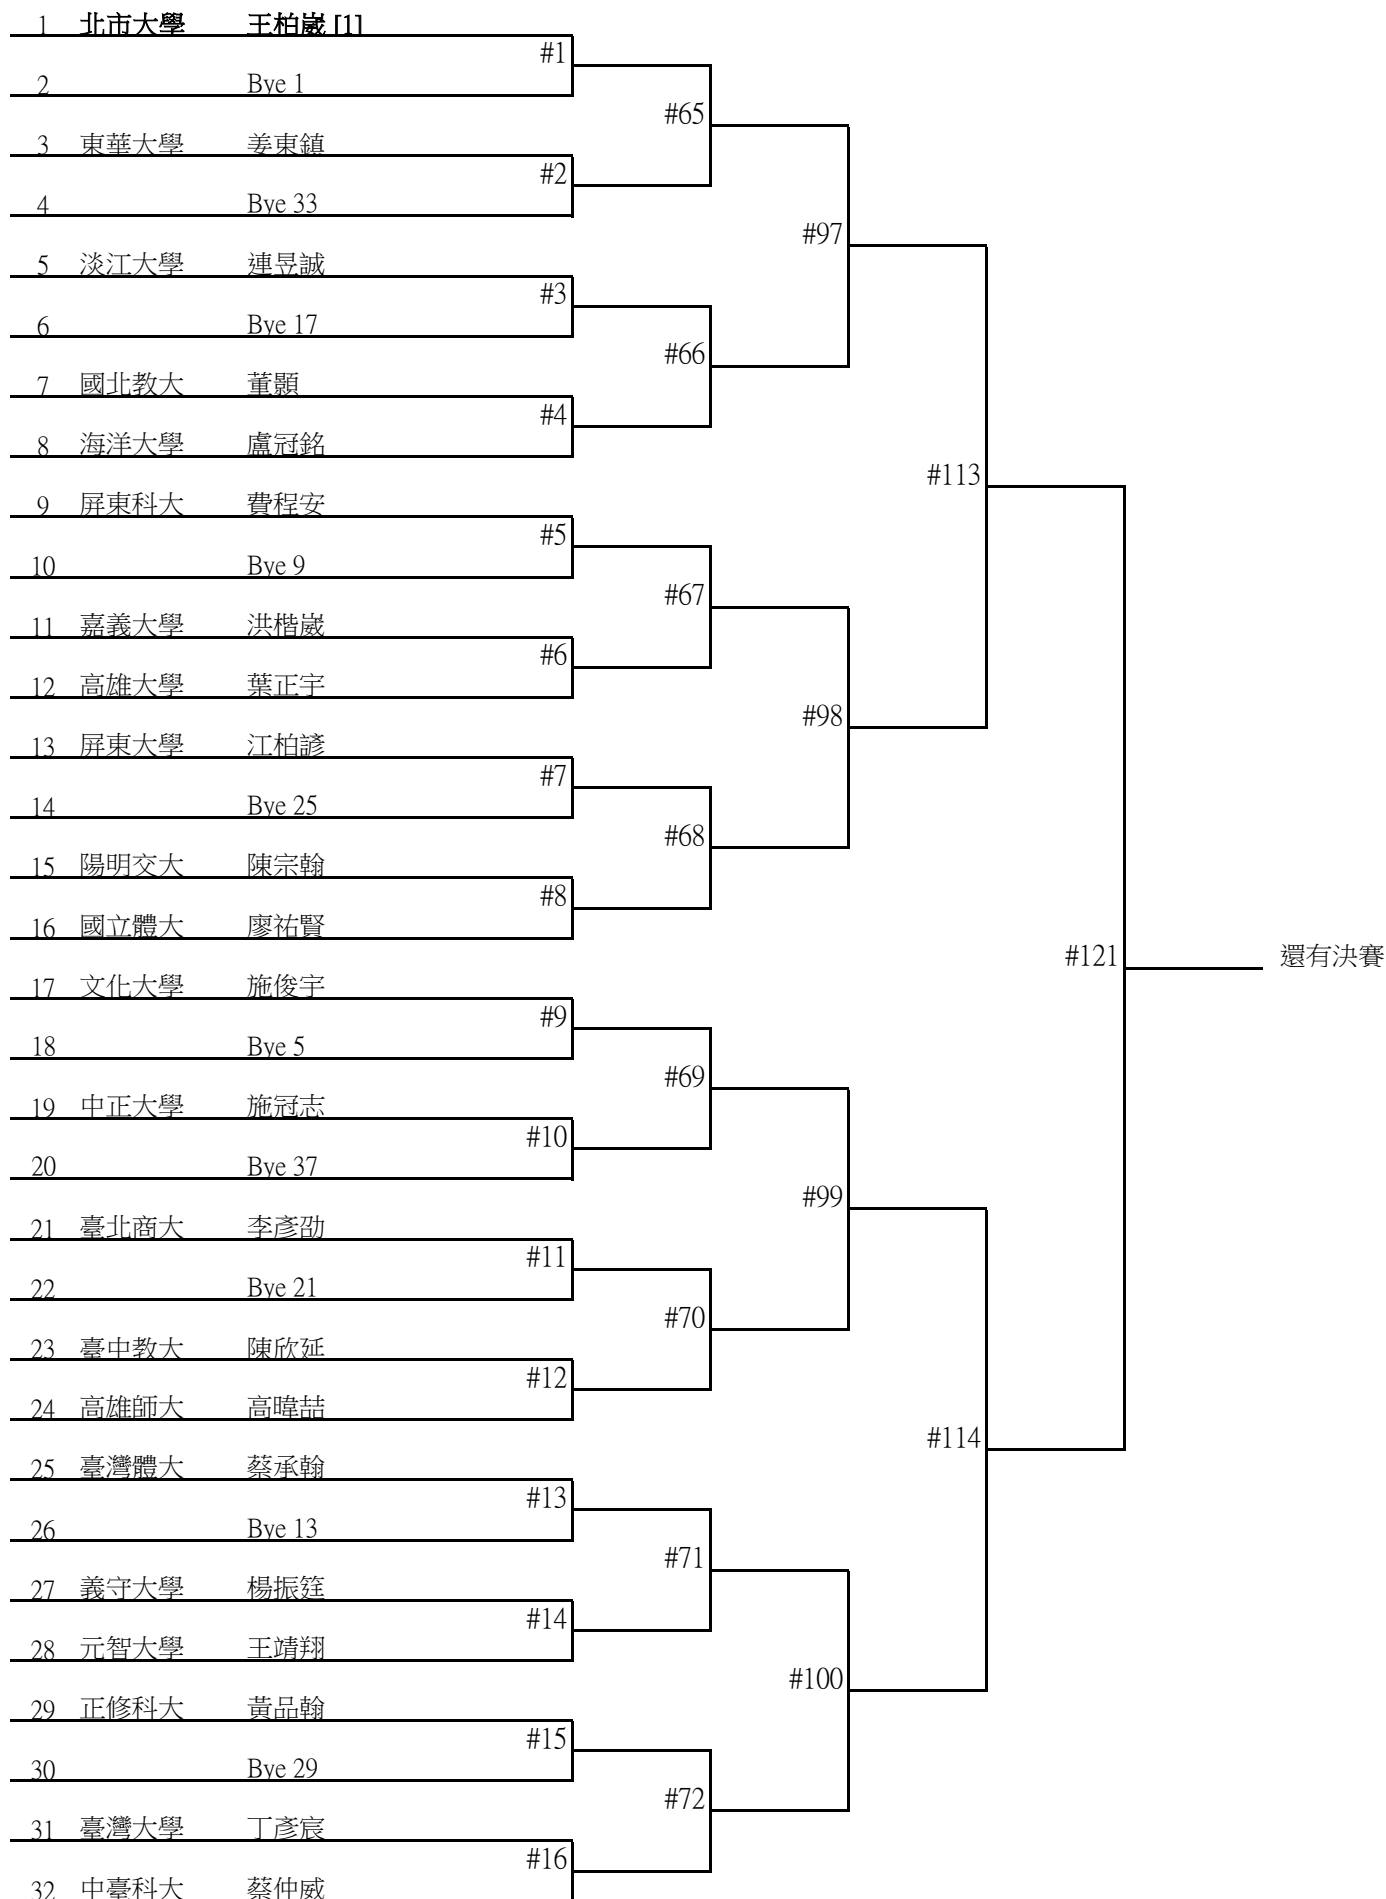 1 北市大學 王柏崴 [1]
#1
2 Bye 1
#65
3 東華大學 姜東鎮
#2
4 Bye 33
#97
5 淡江大學 連昱誠
#3
6 Bye 17
#66
7 國北教大 董顥
#4
8 海洋大學 盧冠銘
#113
9 屏東科大 費程安
#5
10 Bye 9
#67
11 嘉義大學 洪楷崴
#6
12 高雄大學 葉正宇
#98
13 屏東大學 江柏諺
#7
14 Bye 25
#68
15 陽明交大 陳宗翰
#8
16 國立體大 廖祐賢
#121 還有決賽
17 文化大學 施俊宇
#9
18 Bye 5
#69
19 中正大學 施冠志
#10
20 Bye 37
#99
21 臺北商大 李彥劭
#11
22 Bye 21
#70
23 臺中教大 陳欣延
#12
24 高雄師大 高暐喆
#114
25 臺灣體大 蔡承翰
#13
26 Bye 13
#71
27 義守大學 楊振筳
#14
28 元智大學 王靖翔
#100
29 正修科大 黃品翰
#15
30 Bye 29
#72
31 臺灣大學 丁彥宸
#16
32 中臺科大 蔡仲威